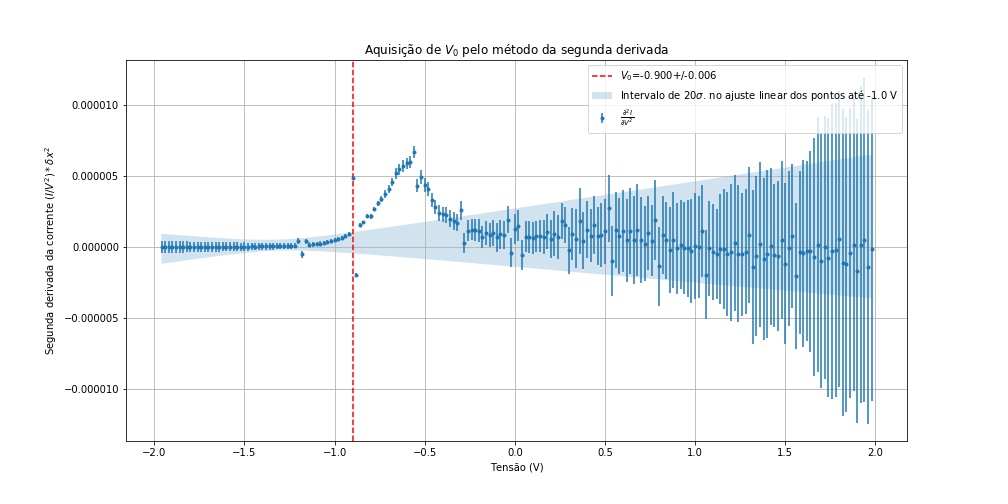 Aquisição de $V_0$ pelo método da segunda derivada
V₀=-0.900+/-0.006
Intervalo de 20σ. no ajuste linear dos pontos até -1.0 V
∂²I/∂V²
Segunda derivada da corrente (I/V²) * δx²
0.000010
0.000005
0.000000
−0.000005
−0.000010
−2.0 −1.5 −1.0 −0.5 0.0 0.5 1.0 1.5 2.0
Tensão (V)